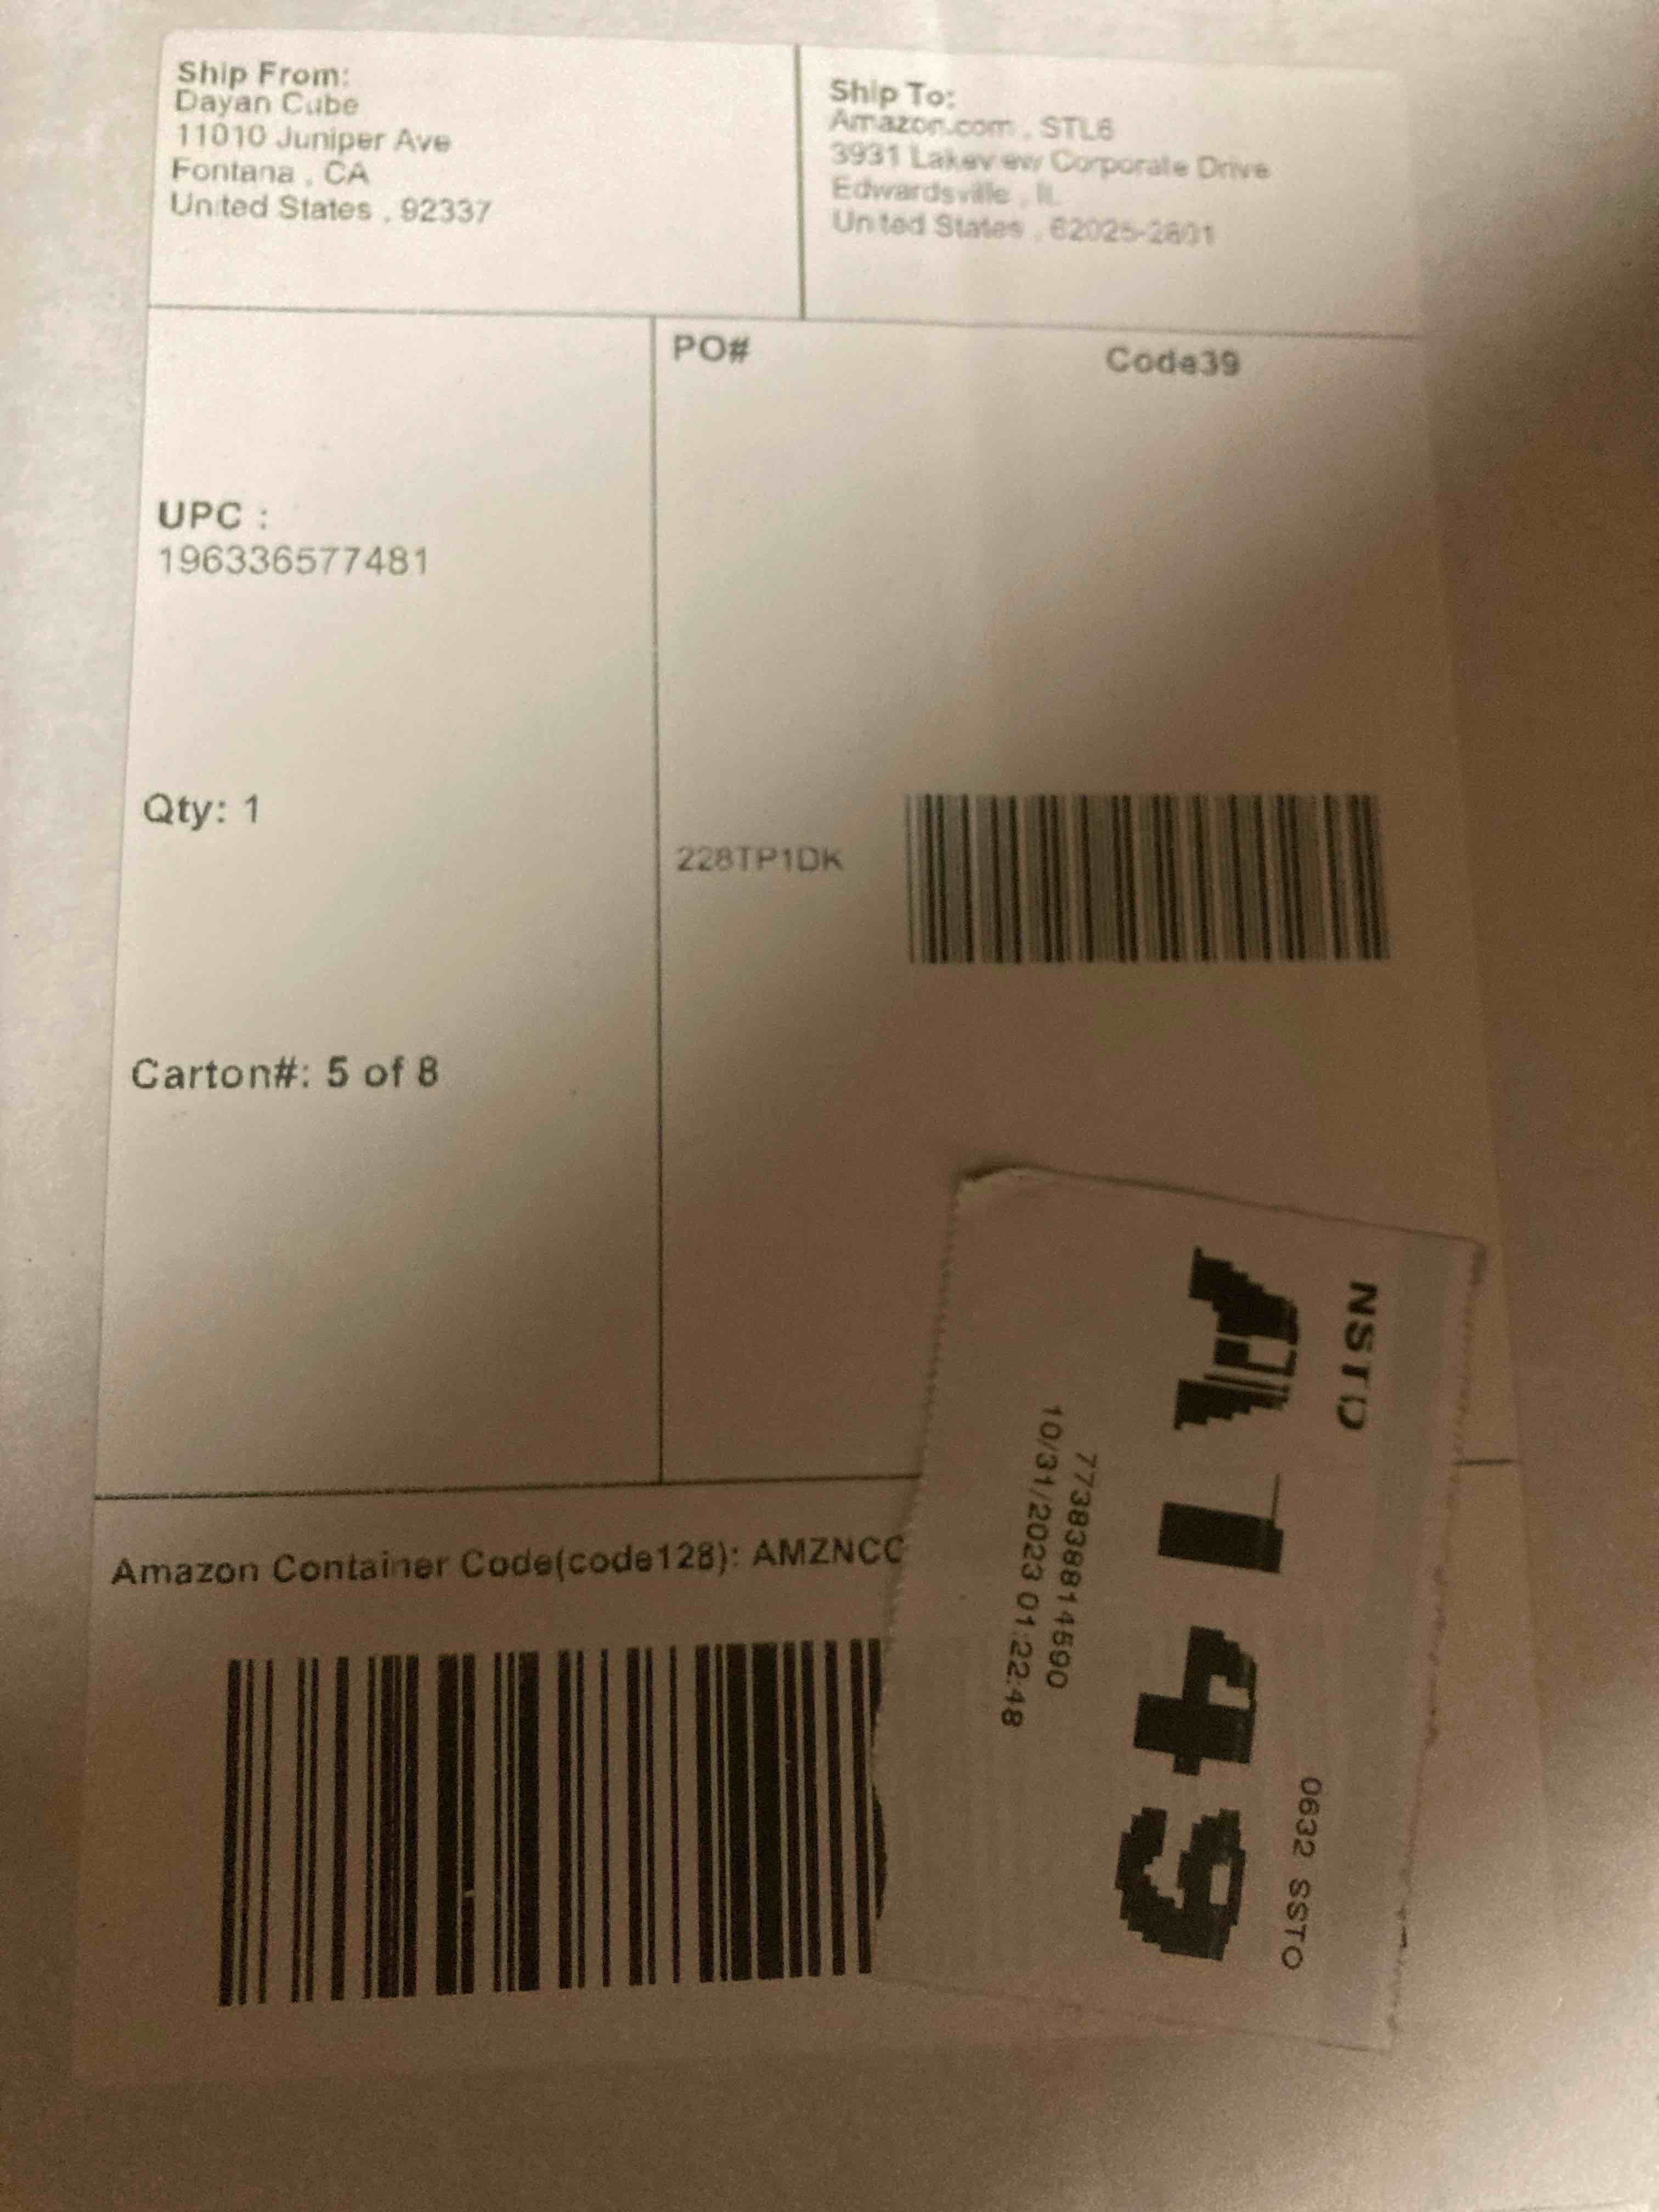 Ship From:
Dayan Cube
11010 Juniper Ave
Fontana , CA
United States , 92337
Ship To:
Amazon.com , STL6
3931 Lakeview Corporate Drive
Edwardsville , IL
United States , 62025-2801
PO#
Code39
UPC :
196336577481
Qty: 1
228TP1DK
Carton#: 5 of 8
Amazon Container Code(code128): AMZNCC
NSTO
0632 SSTO
773838814590
10/31/2023 01:22:48